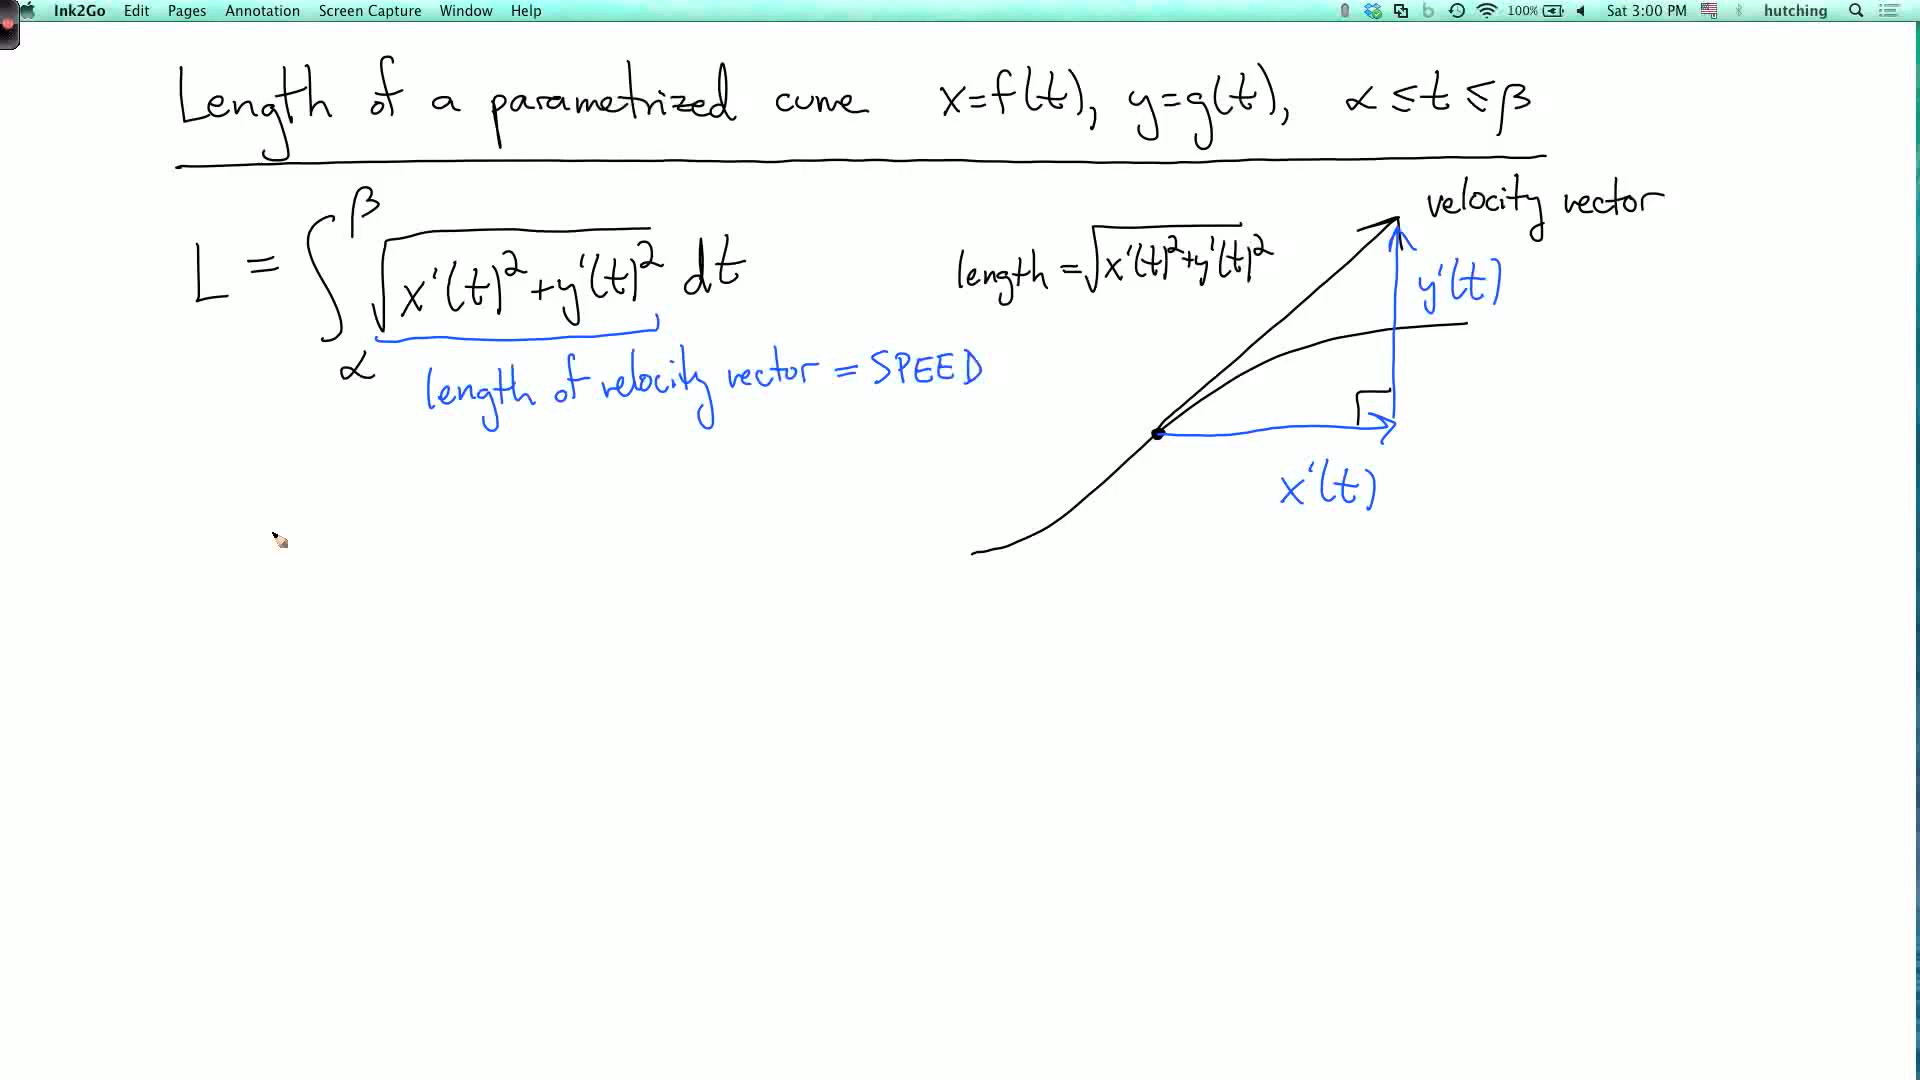 Ink2Go Edit Pages Annotation Screen Capture Window Help 100% Sat 3:00 PM hutching
Length of a parametrized curve x=f(t), y=g(t), α≤t≤β
L = ∫_α^β √(x'(t)²+y'(t)²) dt
length of velocity vector = SPEED
velocity vector
length = √(x'(t)²+y'(t)²)
y'(t)
x'(t)